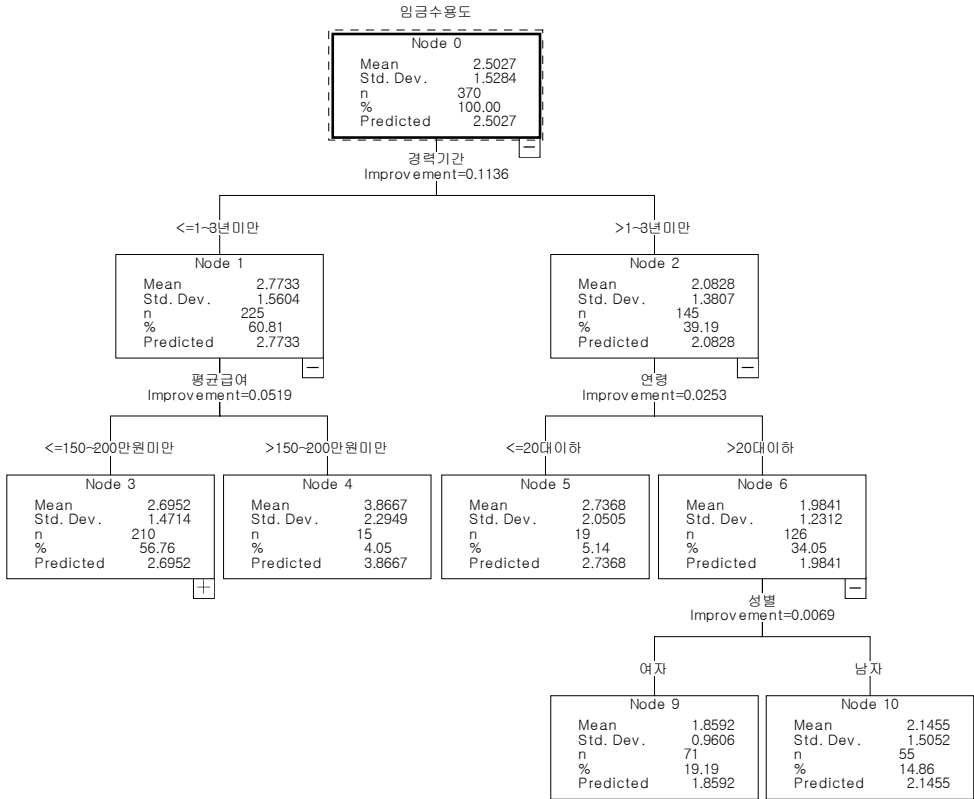 임금수용도
Node 0
Mean 2.5027
Std. Dev. 1.5284
n 370
% 100.00
Predicted 2.5027
경력기간
Improvement=0.1136
<=1~3년미만
>1~3년미만
Node 1
Mean 2.7733
Std. Dev. 1.5604
n 225
% 60.81
Predicted 2.7733
Node 2
Mean 2.0828
Std. Dev. 1.3807
n 145
% 39.19
Predicted 2.0828
평균급여
Improvement=0.0519
연령
Improvement=0.0253
<=150~200만원미만
>150~200만원미만
<=20대이하
>20대이하
Node 3
Mean 2.6952
Std. Dev. 1.4714
n 210
% 56.76
Predicted 2.6952
Node 4
Mean 3.8667
Std. Dev. 2.2949
n 15
% 4.05
Predicted 3.8667
Node 5
Mean 2.7368
Std. Dev. 2.0505
n 19
% 5.14
Predicted 2.7368
Node 6
Mean 1.9841
Std. Dev. 1.2312
n 126
% 34.05
Predicted 1.9841
성별
Improvement=0.0069
여자
남자
Node 9
Mean 1.8592
Std. Dev. 0.9606
n 71
% 19.19
Predicted 1.8592
Node 10
Mean 2.1455
Std. Dev. 1.5052
n 55
% 14.86
Predicted 2.1455